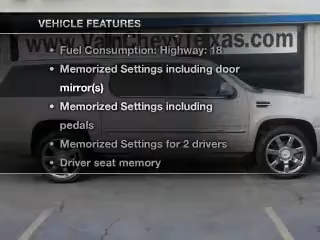 VEHICLE FEATURES
www.VannChevyTexas.com
• Fuel Consumption: Highway: 18
• Memorized Settings including door
mirror(s)
• Memorized Settings including
pedals
• Memorized Settings for 2 drivers
• Driver seat memory